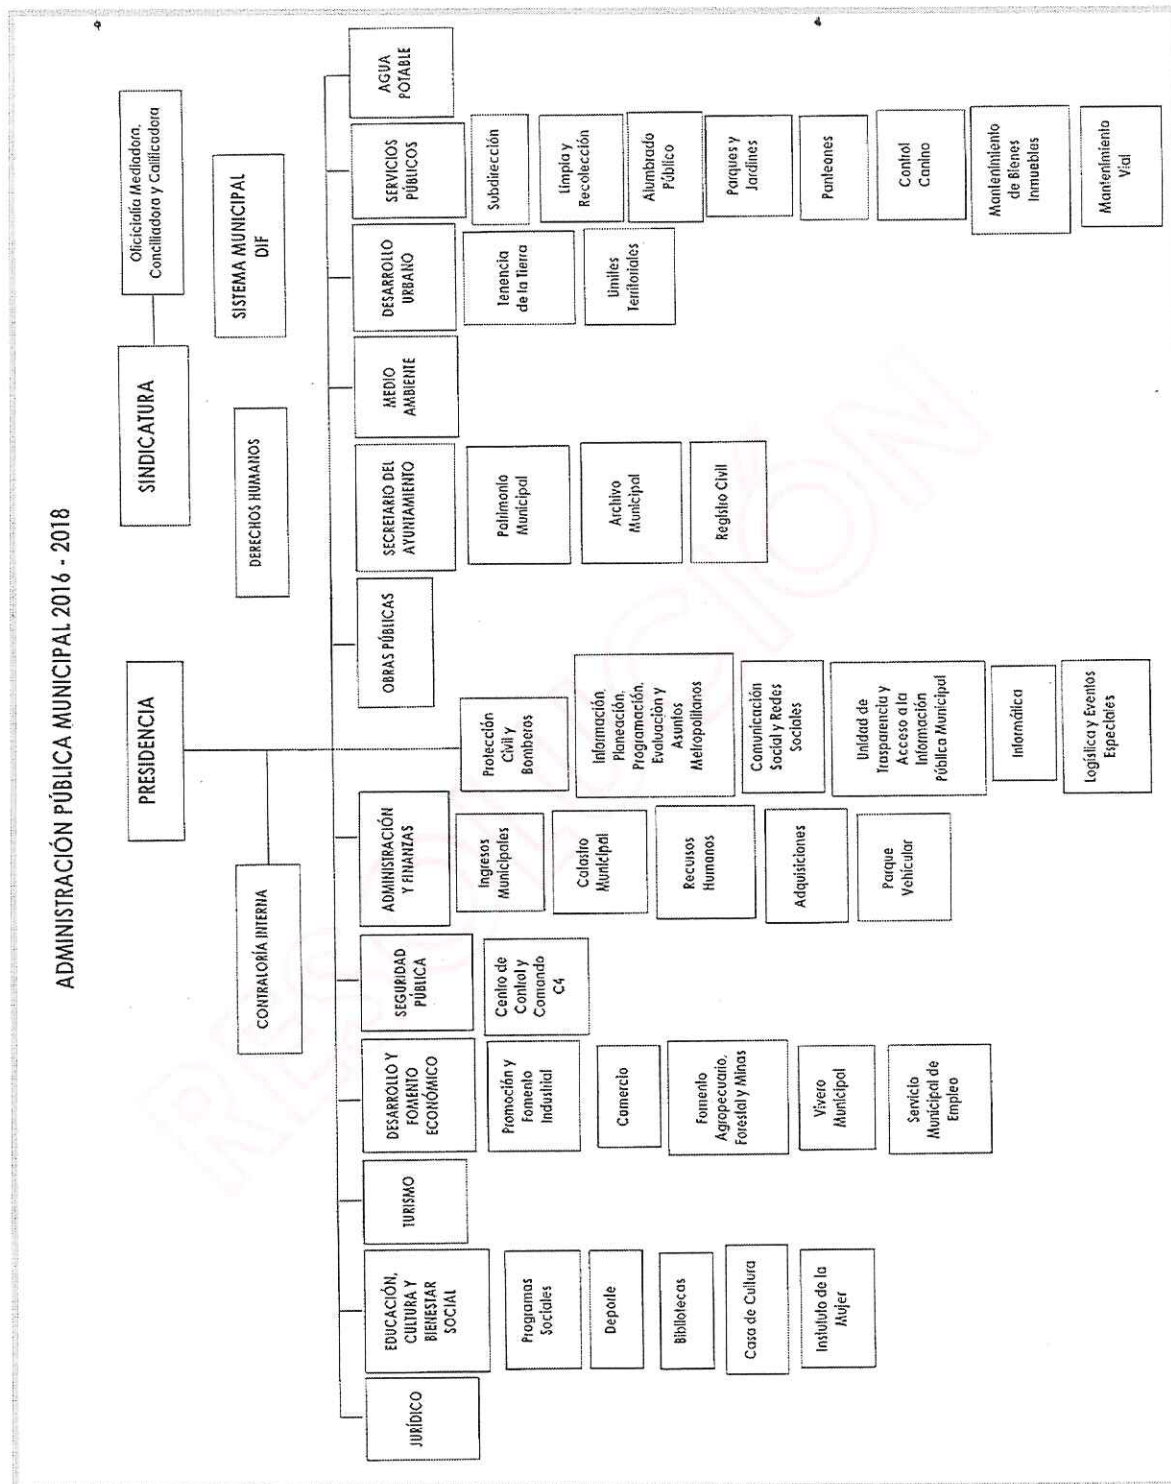 ADMINISTRACIÓN PÚBLICA MUNICIPAL 2016 - 2018
PRESIDENCIA
SINDICATURA
Oficicialía Mediadora,
Conciliadora y Calificadora
CONTRALORÍA INTERNA
DERECHOS HUMANOS
SISTEMA MUNICIPAL
DIF
JURÍDICO
EDUCACIÓN,
CULTURA Y
BIENESTAR
SOCIAL
Programas
Sociales
Deporte
Bibliotecas
Casa de Cultura
Instututo de la
Mujer
TURISMO
DESARROLLO Y
FOMENTO
ECONÓMICO
Promoción y
Fomento
Industrial
Comercio
Fomento
Agropecuario,
Forestal y Minas
Vivero
Municipal
Servicio
Municipal de
Empleo
SEGURIDAD
PÚBLICA
Centro de
Control y
Comando
C4
ADMINISTRACIÓN
Y FINANZAS
Ingresos
Municipales
Catastro
Municipal
Recursos
Humanos
Adquisiciones
Parque
Vehicular
Protección
Civil y
Bomberos
Información,
Planeación,
Programación,
Evaluación y
Asuntos
Metropolitanos
Comunicación
Social y Redes
Sociales
Unidad de
Trasparencia y
Acceso a la
Información
Pública Municipal
Informática
Logística y Eventos
Especiales
OBRAS PÚBLICAS
SECRETARIO DEL
AYUNTAMIENTO
Patrimonio
Municipal
Archivo
Municipal
Registro Civil
MEDIO
AMBIENTE
DESARROLLO
URBANO
Tenencia
de la Tierra
Límites
Territoriales
SERVICIOS
PÚBLICOS
Subdirección
Limpia y
Recolección
Alumbrado
Público
Parques y
Jardines
Panteones
Control
Canino
Mantenimiento
de Bienes
Inmuebles
Mantenimiento
Vial
AGUA
POTABLE